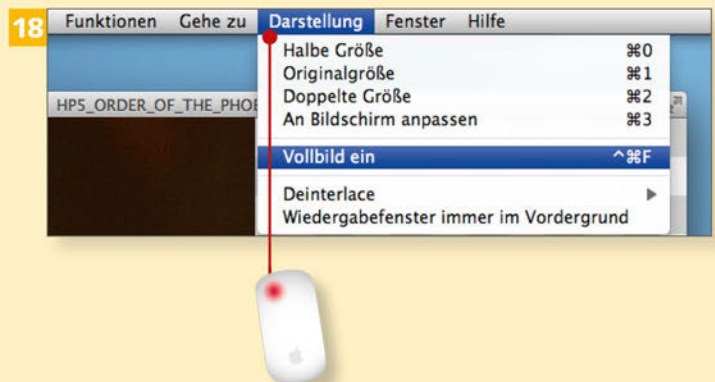 18
Funktionen Gehe zu Darstellung Fenster Hilfe
Halbe Größe ⌘0
Originalgröße ⌘1
HP5_ORDER_OF_THE_PHOE Doppelte Größe ⌘2
An Bildschirm anpassen ⌘3
Vollbild ein ^⌘F
Deinterlace ▶
Wiedergabefenster immer im Vordergrund